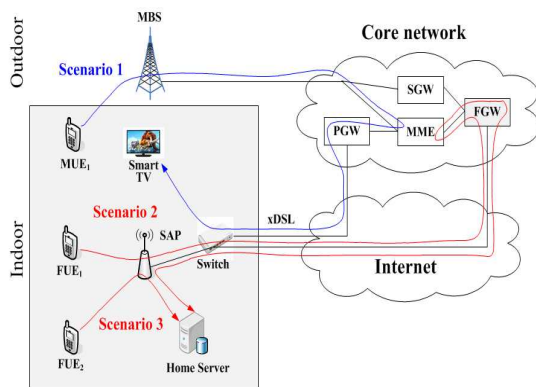 Outdoor
MBS
Core network
Scenario 1
SGW
FGW
PGW
MME
MUE1
Smart
TV
xDSL
Scenario 2
SAP
Indoor
FUE1
Switch
Internet
Scenario 3
FUE2
Home Server